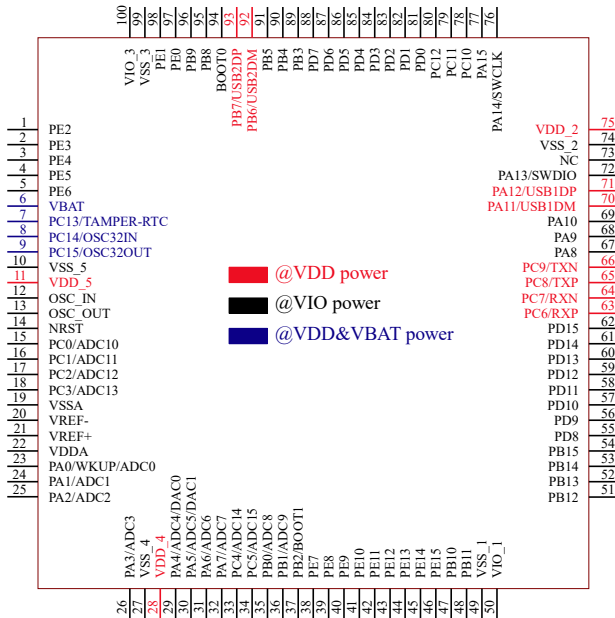 100 99 98 97 96 95 94 93 92 91 90 89 88 87 86 85 84 83 82 81 80 79 78 77 76
VIO_3
VSS_3
PE1
PE0
PB9
PB8
BOOT0
PB7/USB2DP
PB6/USB2DM
PB5
PB4
PB3
PD7
PD6
PD5
PD4
PD3
PD2
PD1
PD0
PC12
PC11
PC10
PA15
PA14/SWCLK
1 PE2
2 PE3
3 PE4
4 PE5
5 PE6
6 VBAT
7 PC13/TAMPER-RTC
8 PC14/OSC32IN
9 PC15/OSC32OUT
10 VSS_5
11 VDD_5
12 OSC_IN
13 OSC_OUT
14 NRST
15 PC0/ADC10
16 PC1/ADC11
17 PC2/ADC12
18 PC3/ADC13
19 VSSA
20 VREF-
21 VREF+
22 VDDA
23 PA0/WKUP/ADC0
24 PA1/ADC1
25 PA2/ADC2
@VDD power
@VIO power
@VDD&VBAT power
VDD_2 75
VSS_2 74
NC 73
PA13/SWDIO 72
PA12/USB1DP 71
PA11/USB1DM 70
PA10 69
PA9 68
PA8 67
PC9/TXN 66
PC8/TXP 65
PC7/RXN 64
PC6/RXP 63
PD15 62
PD14 61
PD13 60
PD12 59
PD11 58
PD10 57
PD9 56
PD8 55
PB15 54
PB14 53
PB13 52
PB12 51
PA3/ADC3
VSS_4
VDD_4
PA4/ADC4/DAC0
PA5/ADC5/DAC1
PA6/ADC6
PA7/ADC7
PC4/ADC14
PC5/ADC15
PB0/ADC8
PB1/ADC9
PB2/BOOT1
PE7
PE8
PE9
PE10
PE11
PE12
PE13
PE14
PE15
PB10
PB11
VSS_1
VIO_1
26 27 28 29 30 31 32 33 34 35 36 37 38 39 40 41 42 43 44 45 46 47 48 49 50